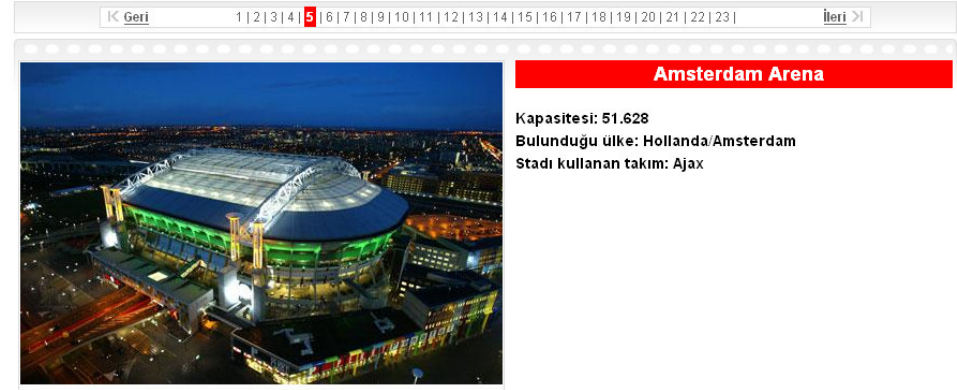 Geri 1 | 2 | 3 | 4 | 5 | 6 | 7 | 8 | 9 | 10 | 11 | 12 | 13 | 14 | 15 | 16 | 17 | 18 | 19 | 20 | 21 | 22 | 23 | İleri
Amsterdam Arena
Kapasitesi: 51.628
Bulunduğu ülke: Hollanda/Amsterdam
Stadı kullanan takım: Ajax